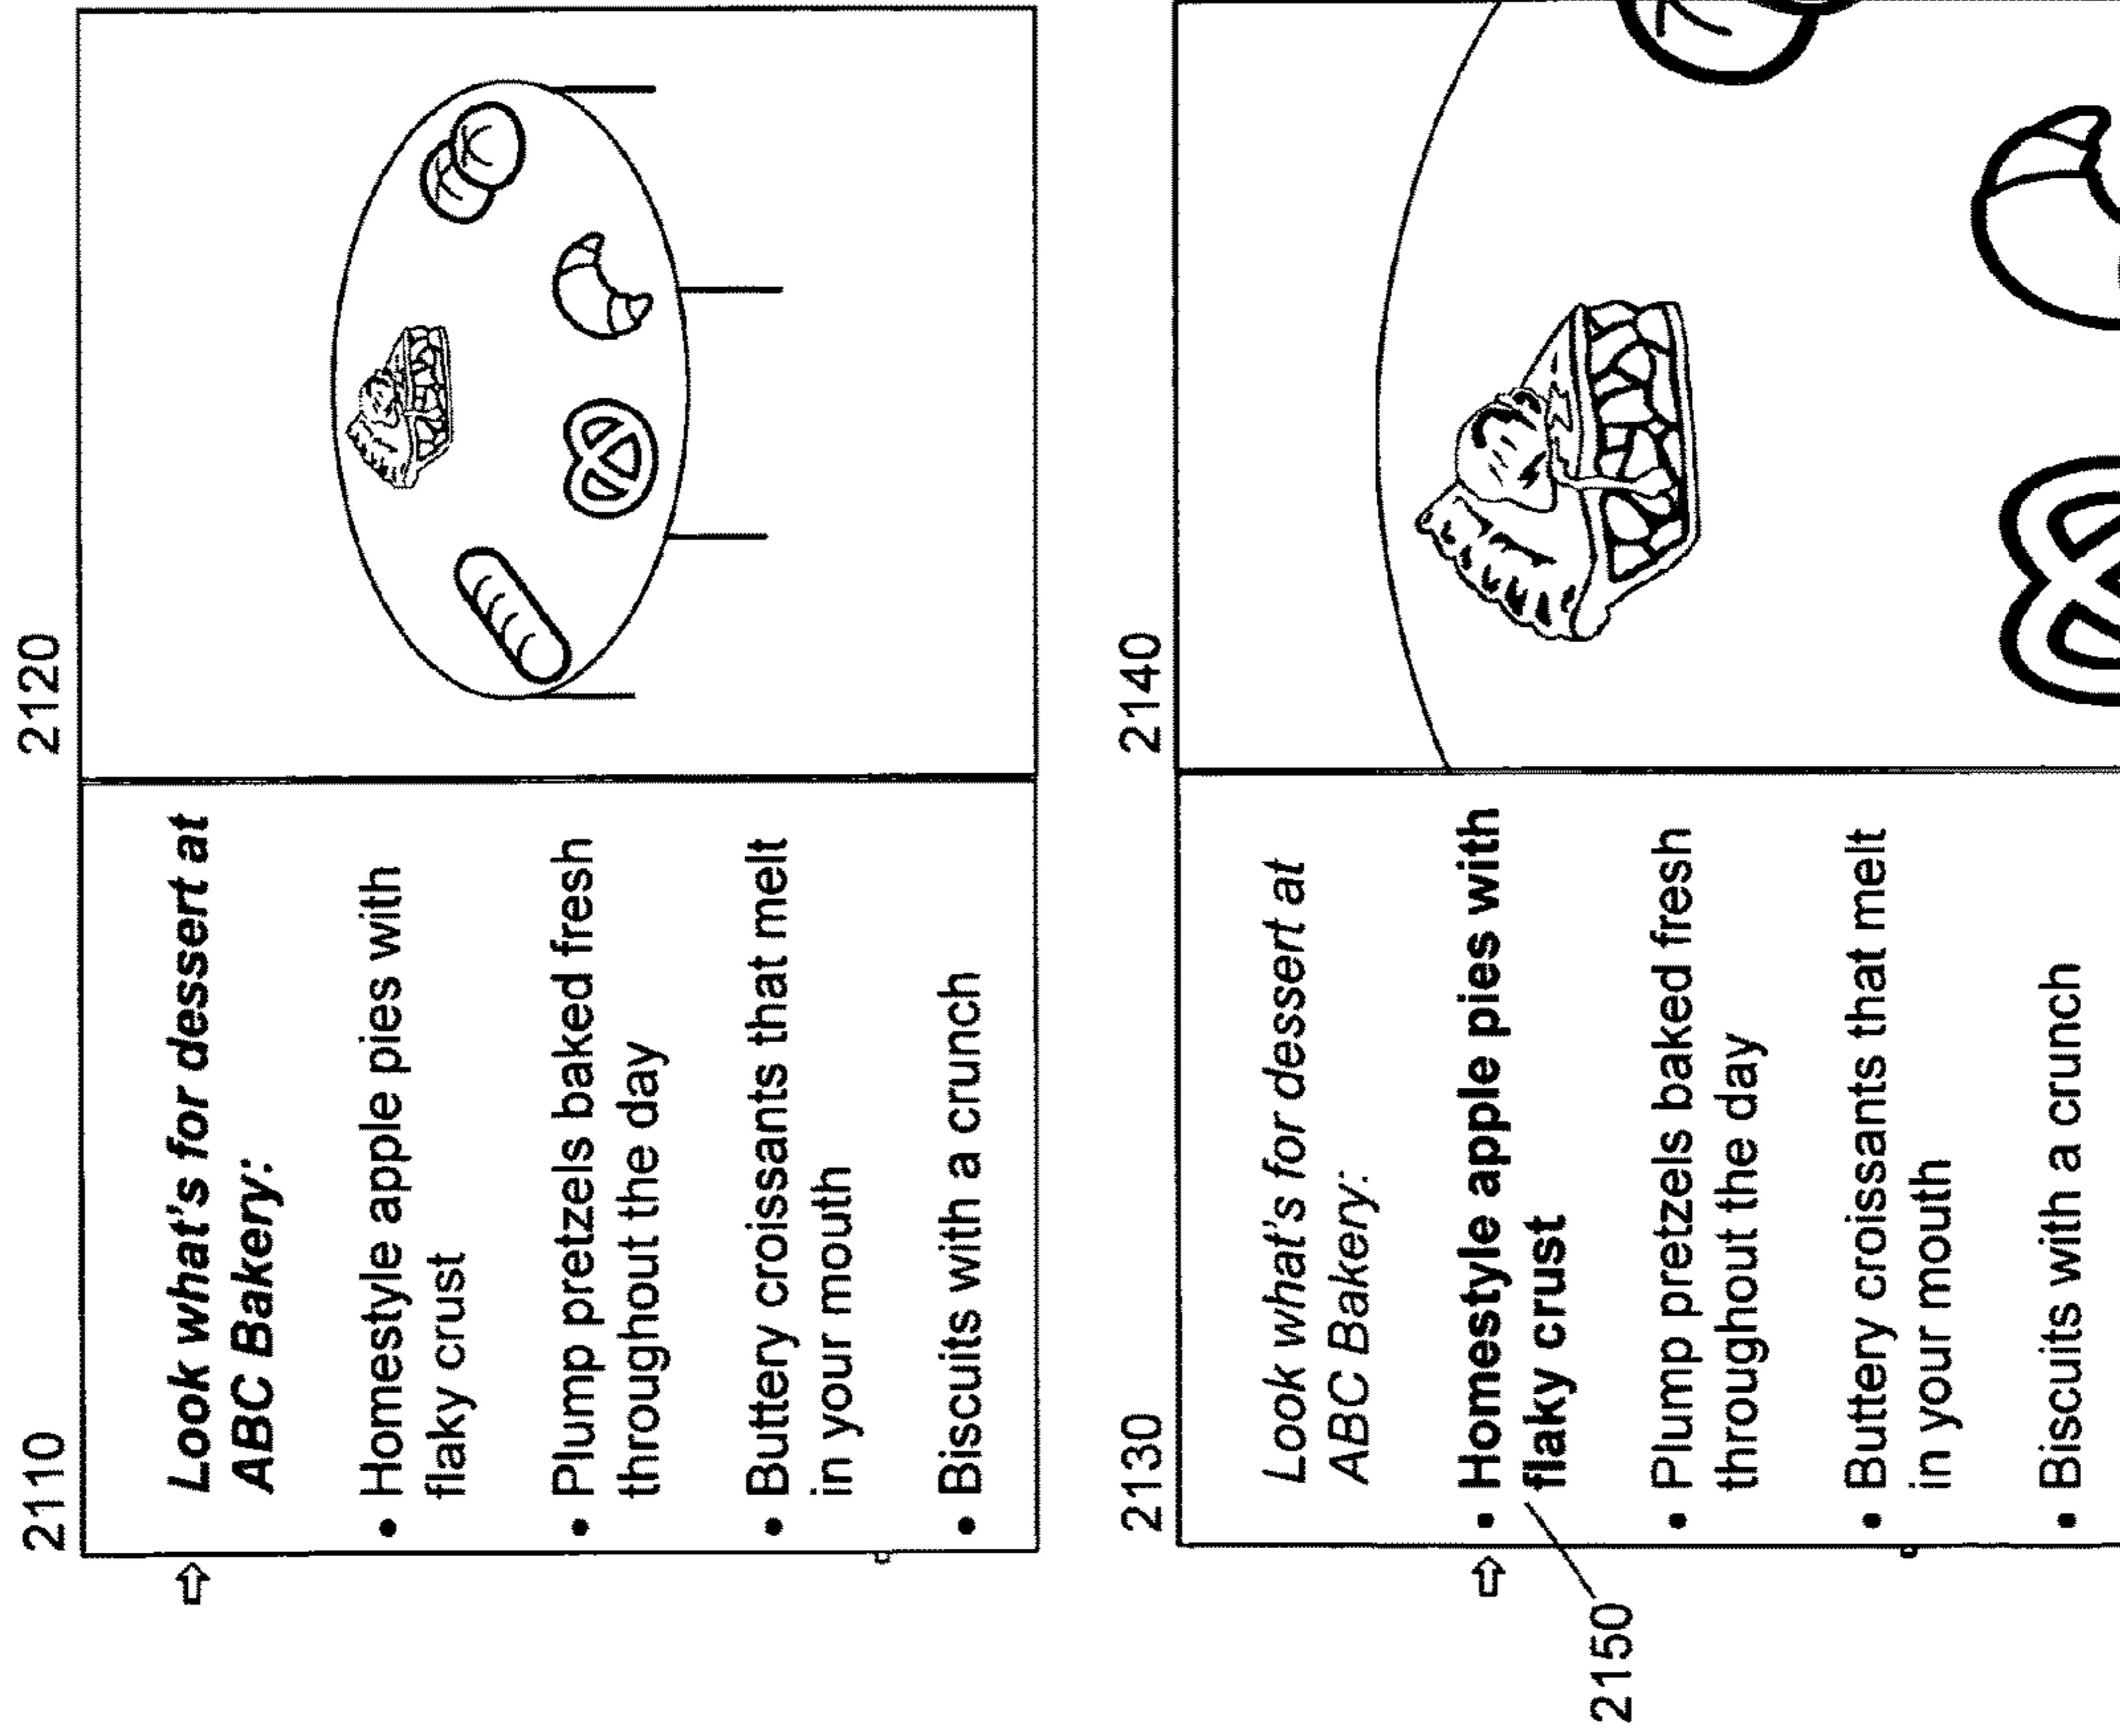 2110
2120
Look what's for dessert at
ABC Bakery:
• Homestyle apple pies with
flaky crust
• Plump pretzels baked fresh
throughout the day
• Buttery croissants that melt
in your mouth
• Biscuits with a crunch
2130
2140
Look what's for dessert at
ABC Bakery:
• Homestyle apple pies with
flaky crust
• Plump pretzels baked fresh
throughout the day
• Buttery croissants that melt
in your mouth
• Biscuits with a crunch
2150